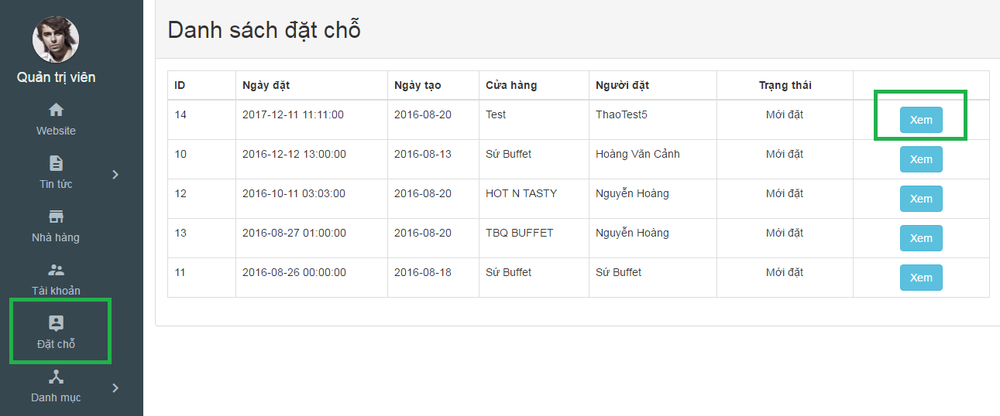 Quản trị viên
Website
Tin tức
Nhà hàng
Tài khoản
Đặt chỗ
Danh mục
Danh sách đặt chỗ
ID Ngày đặt Ngày tạo Cửa hàng Người đặt Trạng thái
14 2017-12-11 11:11:00 2016-08-20 Test ThaoTest5 Mới đặt Xem
10 2016-12-12 13:00:00 2016-08-13 Sứ Buffet Hoàng Văn Cảnh Mới đặt Xem
12 2016-10-11 03:03:00 2016-08-20 HOT N TASTY Nguyễn Hoàng Mới đặt Xem
13 2016-08-27 01:00:00 2016-08-20 TBQ BUFFET Nguyễn Hoàng Mới đặt Xem
11 2016-08-26 00:00:00 2016-08-18 Sứ Buffet Sứ Buffet Mới đặt Xem